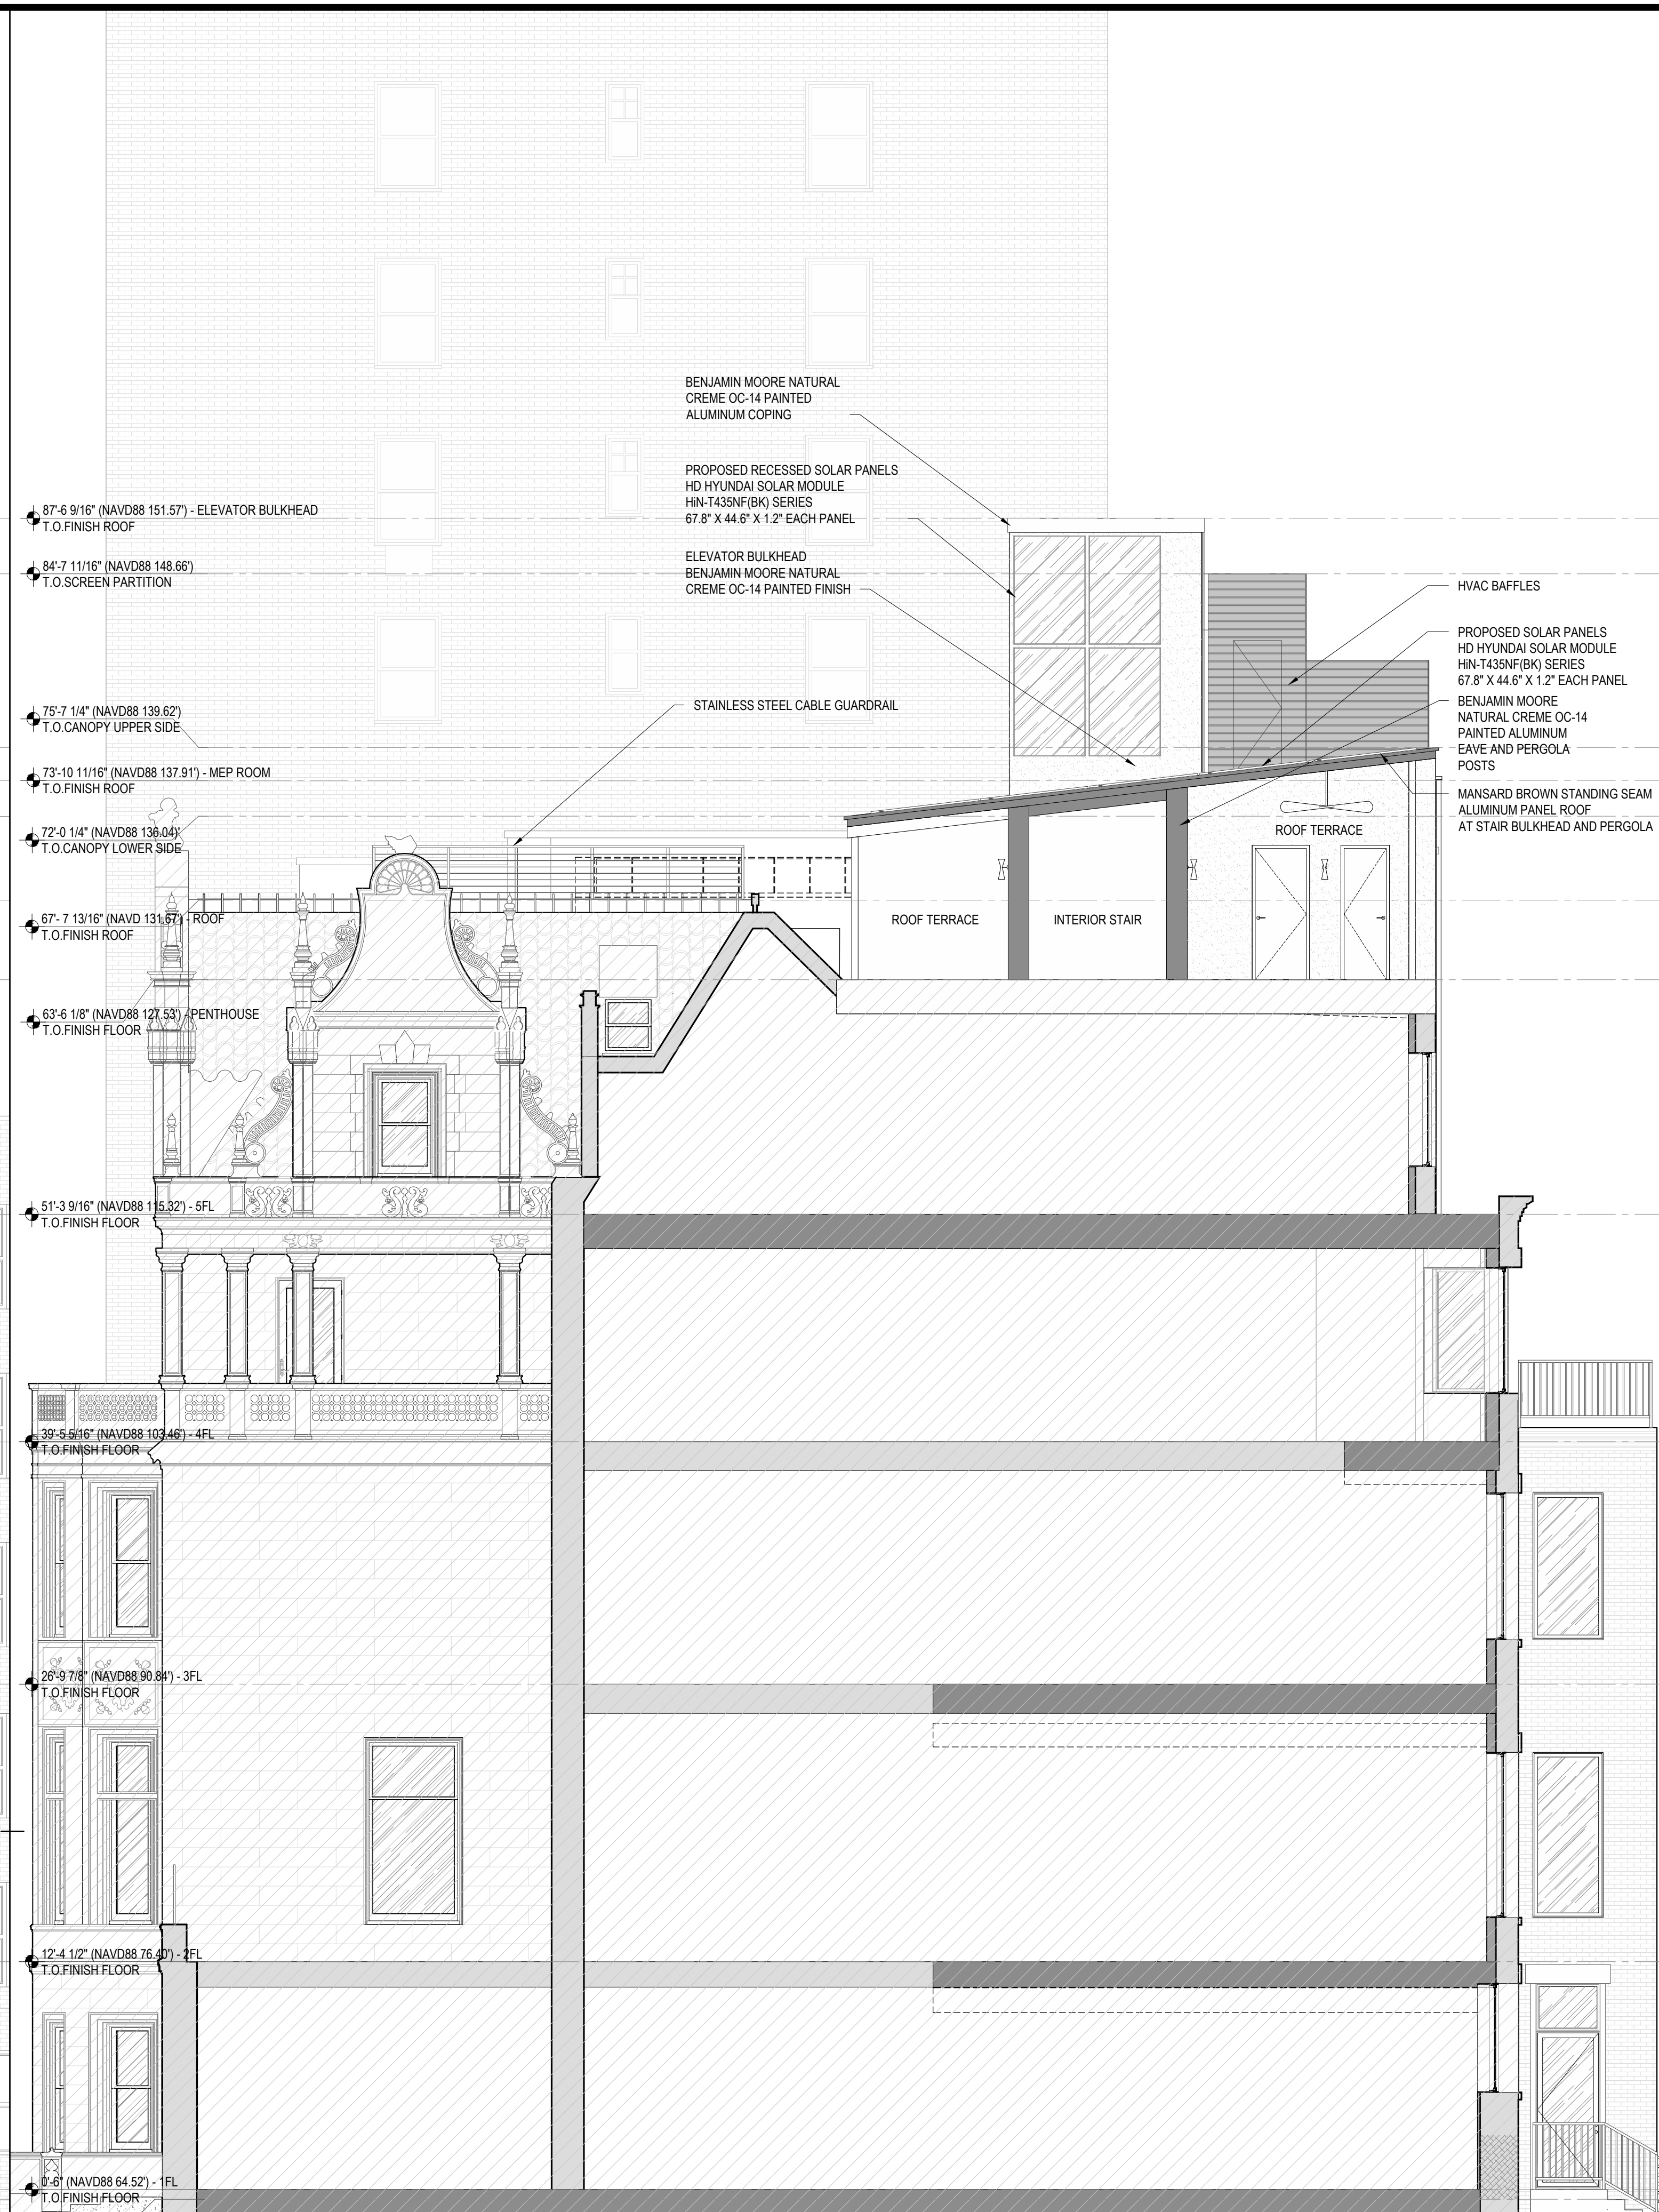 BENJAMIN MOORE NATURAL
CREME OC-14 PAINTED
ALUMINUM COPING
PROPOSED RECESSED SOLAR PANELS
HD HYUNDAI SOLAR MODULE
HiN-T435NF(BK) SERIES
67.8" X 44.6" X 1.2" EACH PANEL
87'-6 9/16" (NAVD88 151.57') - ELEVATOR BULKHEAD
T.O.FINISH ROOF
ELEVATOR BULKHEAD
BENJAMIN MOORE NATURAL
CREME OC-14 PAINTED FINISH
84'-7 11/16" (NAVD88 148.66')
T.O.SCREEN PARTITION
HVAC BAFFLES
PROPOSED SOLAR PANELS
HD HYUNDAI SOLAR MODULE
HiN-T435NF(BK) SERIES
67.8" X 44.6" X 1.2" EACH PANEL
BENJAMIN MOORE
NATURAL CREME OC-14
PAINTED ALUMINUM
EAVE AND PERGOLA
POSTS
STAINLESS STEEL CABLE GUARDRAIL
75'-7 1/4" (NAVD88 139.62')
T.O.CANOPY UPPER SIDE
73'-10 11/16" (NAVD88 137.91') - MEP ROOM
T.O.FINISH ROOF
MANSARD BROWN STANDING SEAM
ALUMINUM PANEL ROOF
AT STAIR BULKHEAD AND PERGOLA
72'-0 1/4" (NAVD88 136.04')
T.O.CANOPY LOWER SIDE
ROOF TERRACE
67'- 7 13/16" (NAVD 131.67') - ROOF
T.O.FINISH ROOF
ROOF TERRACE
INTERIOR STAIR
63'-6 1/8" (NAVD88 127.53') - PENTHOUSE
T.O.FINISH FLOOR
51'-3 9/16" (NAVD88 115.32') - 5FL
T.O.FINISH FLOOR
39'-5 5/16" (NAVD88 103.46') - 4FL
T.O.FINISH FLOOR
26'-9 7/8" (NAVD88 90.84') - 3FL
T.O.FINISH FLOOR
12'-4 1/2" (NAVD88 76.40') - 2FL
T.O.FINISH FLOOR
0'-6" (NAVD88 64.52') - 1FL
T.O.FINISH FLOOR